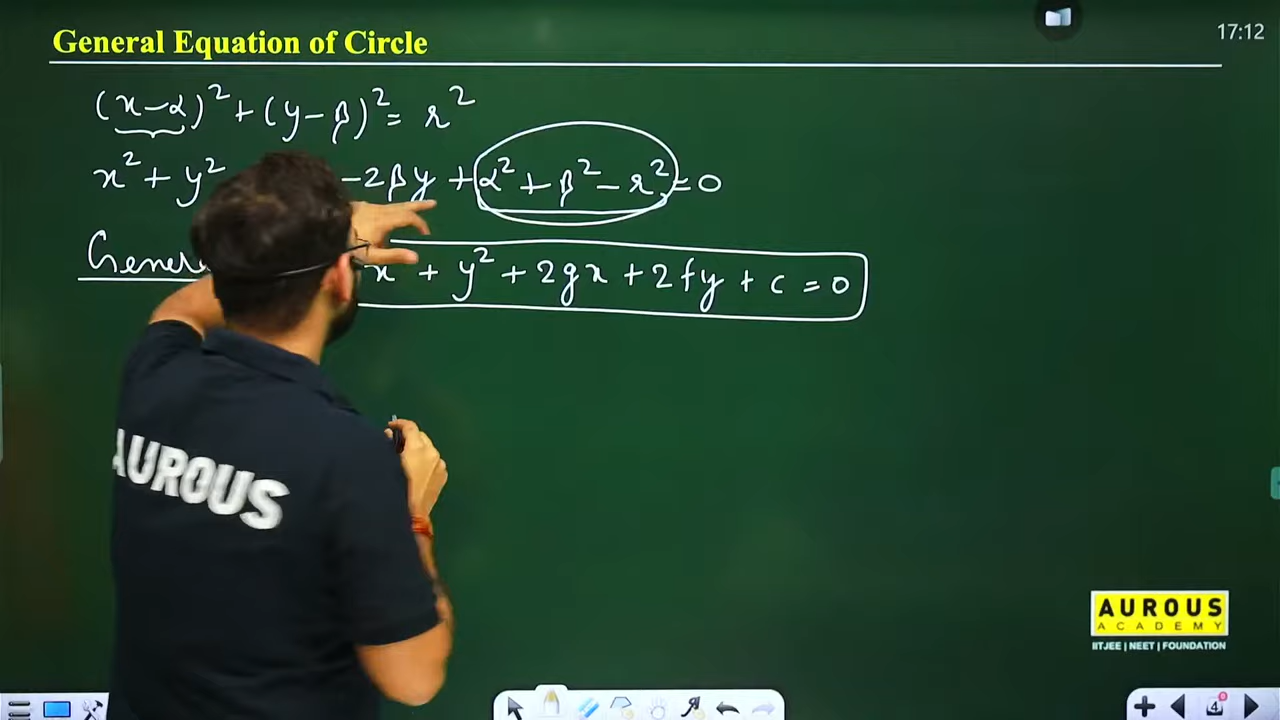 General Equation of Circle
17:12
(x-α)² + (y-β)² = r²
x² + y² -2βy + α² + β² - r² = 0
x + y² + 2gx + 2fy + c = 0
AUROUS
AUROUS
ACADEMY
IITJEE | NEET | FOUNDATION
4